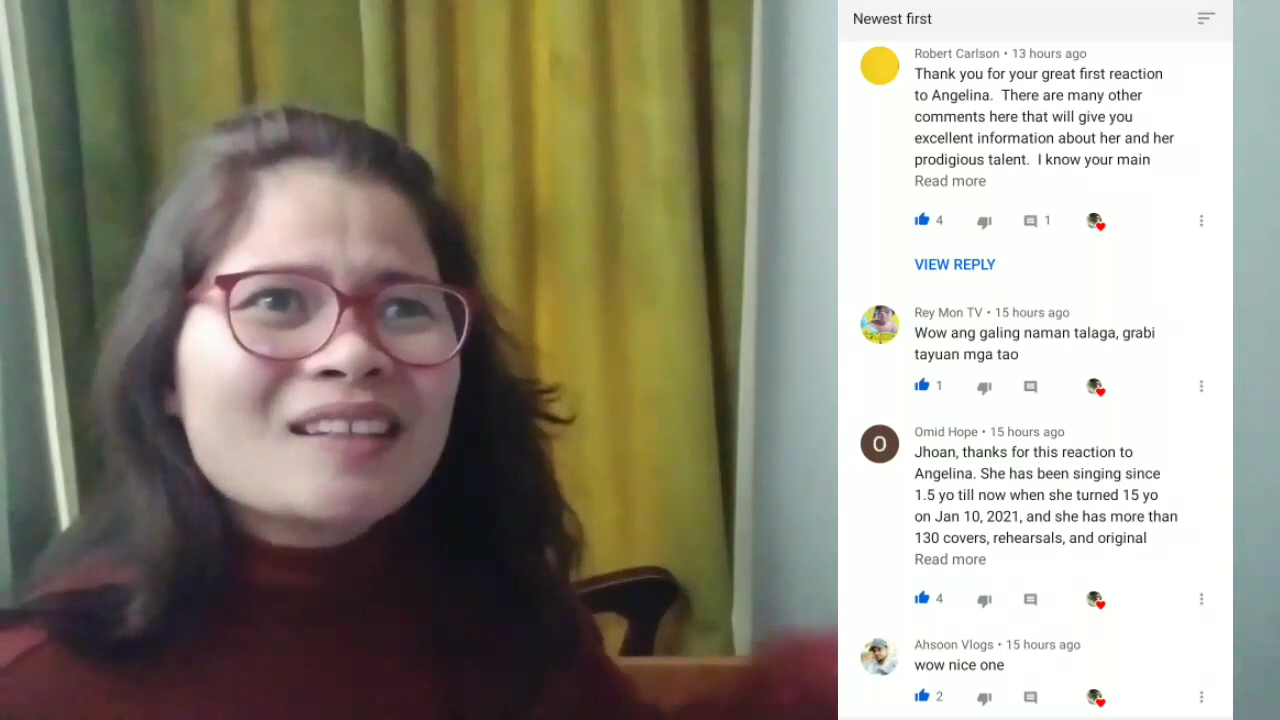 Newest first
Robert Carlson • 13 hours ago
Thank you for your great first reaction
to Angelina.  There are many other
comments here that will give you
excellent information about her and her
prodigious talent.  I know your main
Read more
4
1
VIEW REPLY
Rey Mon TV • 15 hours ago
Wow ang galing naman talaga, grabi
tayuan mga tao
1
O
Omid Hope • 15 hours ago
Jhoan, thanks for this reaction to
Angelina. She has been singing since
1.5 yo till now when she turned 15 yo
on Jan 10, 2021, and she has more than
130 covers, rehearsals, and original
Read more
4
Ahsoon Vlogs • 15 hours ago
wow nice one
2